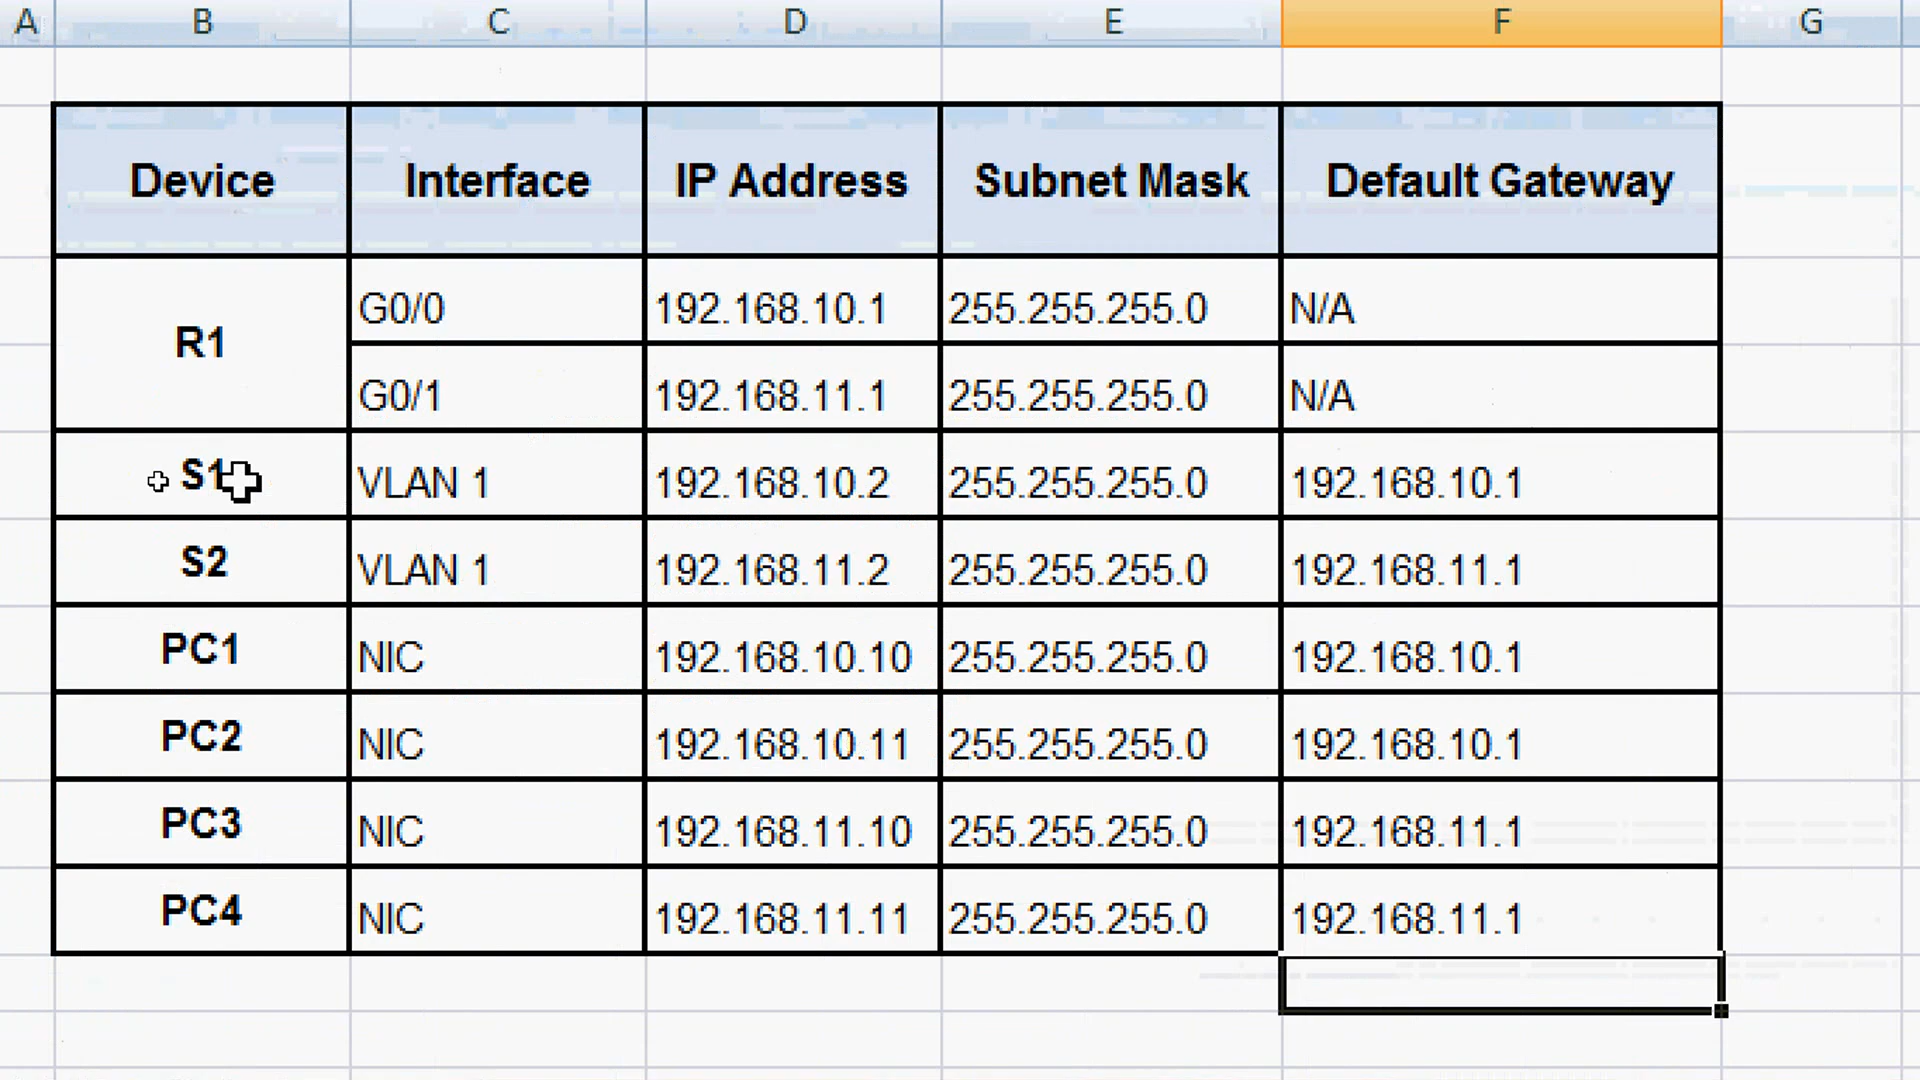 A B C D E F G
Device Interface IP Address Subnet Mask Default Gateway
R1 G0/0 192.168.10.1 255.255.255.0 N/A
G0/1 192.168.11.1 255.255.255.0 N/A
S1 VLAN 1 192.168.10.2 255.255.255.0 192.168.10.1
S2 VLAN 1 192.168.11.2 255.255.255.0 192.168.11.1
PC1 NIC 192.168.10.10 255.255.255.0 192.168.10.1
PC2 NIC 192.168.10.11 255.255.255.0 192.168.10.1
PC3 NIC 192.168.11.10 255.255.255.0 192.168.11.1
PC4 NIC 192.168.11.11 255.255.255.0 192.168.11.1